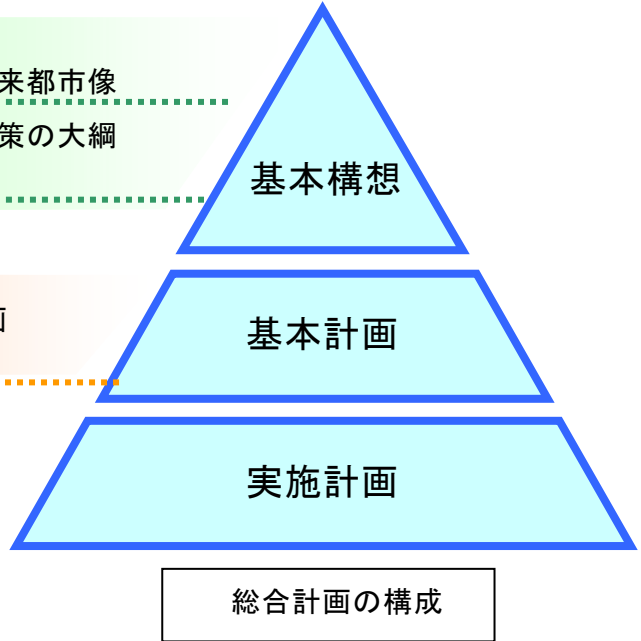 来都市像
策の大綱
基本構想
基本計画
実施計画
総合計画の構成